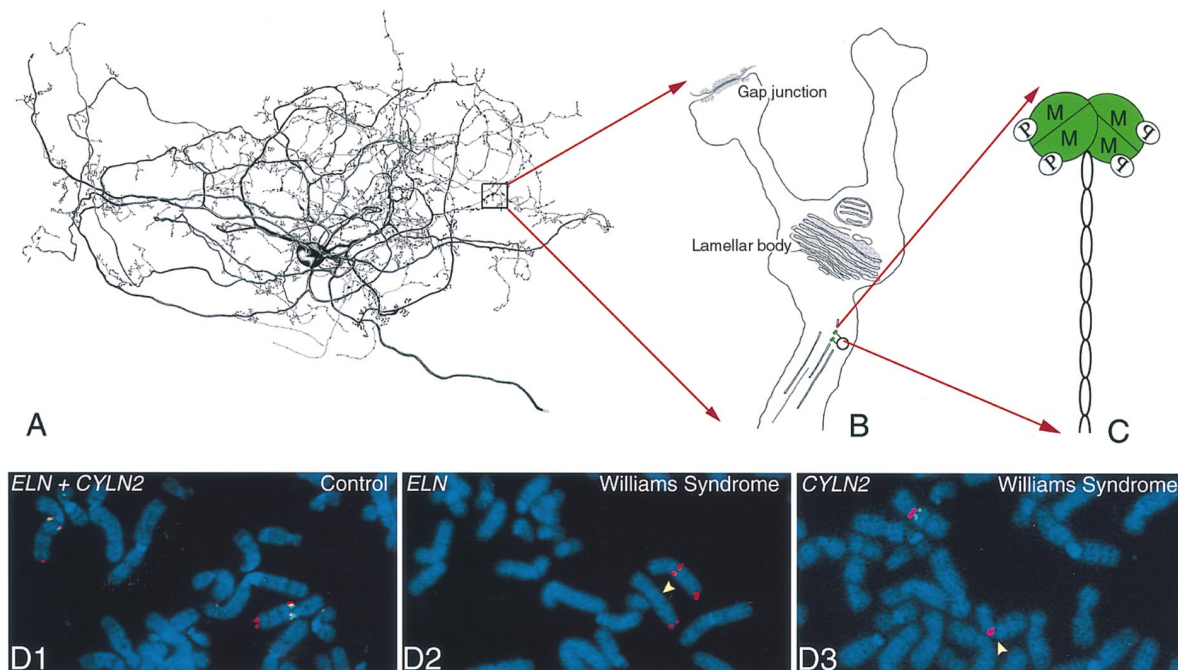 Gap junction
Lamellar body
M M
M M
P P
P P
A
B
C
ELN + CYLN2 Control
ELN Williams Syndrome
CYLN2 Williams Syndrome
D1
D2
D3